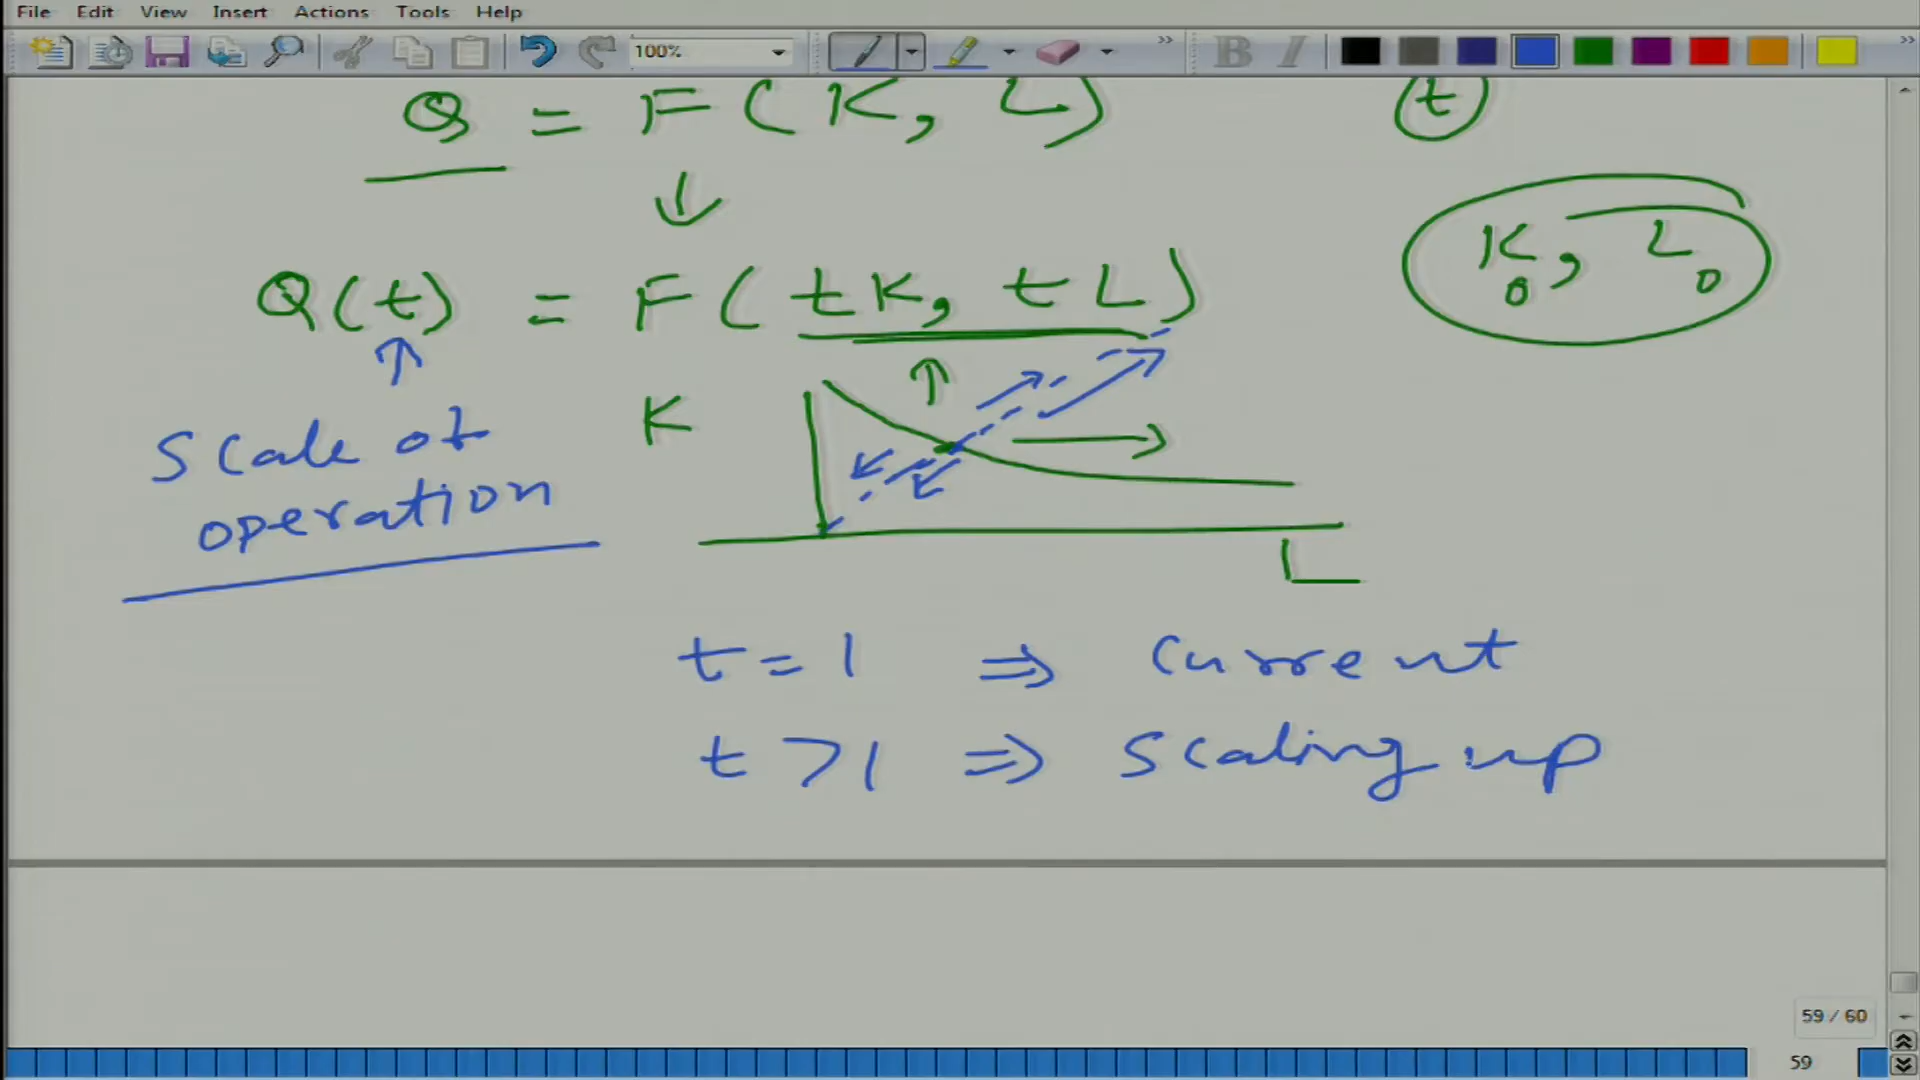 File Edit View Insert Actions Tools Help
100%
B I
Q = F(K, L) t
K₀, L₀
Q(t) = F(tK, tL)
K
Scale of
operation
L
t = 1 ⇒ Current
t > 1 ⇒ Scaling up
59 / 60
59